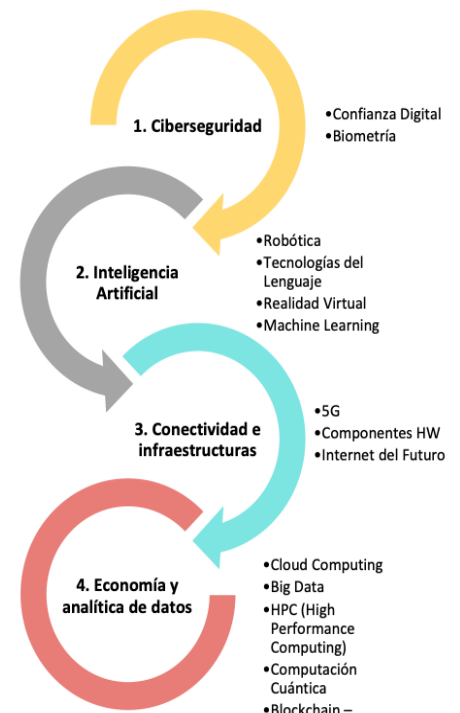 1. Ciberseguridad
•Confianza Digital
•Biometría
2. Inteligencia
Artificial
•Robótica
•Tecnologías del
Lenguaje
•Realidad Virtual
•Machine Learning
3. Conectividad e
infraestructuras
•5G
•Componentes HW
•Internet del Futuro
4. Economía y
analítica de datos
•Cloud Computing
•Big Data
•HPC (High
Performance
Computing)
•Computación
Cuántica
•Blockchain –